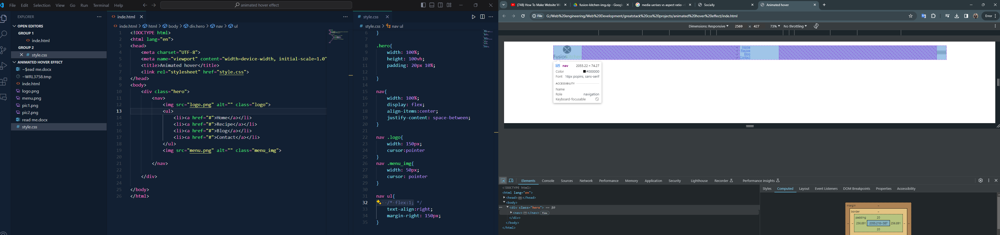 File Edit Selection View Go Run Terminal Help
animated hover effect
EXPLORER
OPEN EDITORS
GROUP 1
<> inde.html
GROUP 2
# style.css
ANIMATED HOVER EFFECT
~$ead me.docx
~WRL3758.tmp
<> inde.html
logo.png
menu.png
pic1.png
pic2.png
read me.docx
# style.css
<> inde.html
<> inde.html > html > body > div.hero > nav > ul
1 <!DOCTYPE html>
2 <html lang="en">
3 <head>
4 <meta charset="UTF-8">
5 <meta name="viewport" content="width=device-width, initial-scale=1.0"
6 <title>Animated hover</title>
7 <link rel="stylesheet" href="style.css">
8 </head>
9 <body>
10 <div class="hero">
11 <nav>
12 <img src="logo.png" alt="" class="logo">
13 <ul>
14 <li><a href="#">Home</a></li>
15 <li><a href="#">Recipe</a></li>
16 <li><a href="#">Blog</a></li>
17 <li><a href="#">Contact</a></li>
18 </ul>
19 <img src="menu.png" alt="" class="menu_img">
20
21 </nav>
22
23 </div>
24
25 </body>
26 </html>
# style.css
# style.css > nav ul
6 }
7
8 .hero{
9 width: 100%;
10 height: 100vh;
11 padding: 20px 10%;
12
13 }
14
15 nav{
16 width: 100%;
17 display: flex;
18 align-items:center;
19 justify-content: space-between;
20 }
21
22 nav .logo{
23 width: 150px;
24 cursor:pointer
25 }
26 nav .menu_img{
27 width: 50px;
28 cursor: pointer
29 }
30
31 nav ul{
32 /* flex:1; */
33 text-align:right;
34 margin-right: 150px;
35 }
(748) How To Make Website Wi
fusion-kitchen-img.zip - Google
media uerises vs aspect ratio -
Socially
Animated hover
File G:/Web%20engineering/Web%20Development/greatstack%20css%20projects/animated%20hover%20effect/inde.html
Error
Dimensions: Responsive 2569 × 427 73% No throttling
Home
Recipe
Blog
Contact
Fusion
nav 2055.22 × 74.27
Color #000000
Font 16px popins, sans-serif
ACCESSIBILITY
Name
Role navigation
Keyboard-focusable
Elements Console Sources Network Performance Memory Application Security Lighthouse Recorder Performance insights
<!DOCTYPE html>
<html lang="en">
<head> </head>
<body>
<div class="hero"> == $0
<nav> </nav> flex
</div>
</body>
</html>
Styles Computed Layout Event Listeners DOM Breakpoints Properties Accessibility
margin -
border -
padding 20
- - 256.891 2055.218×387 256.891 - -
20